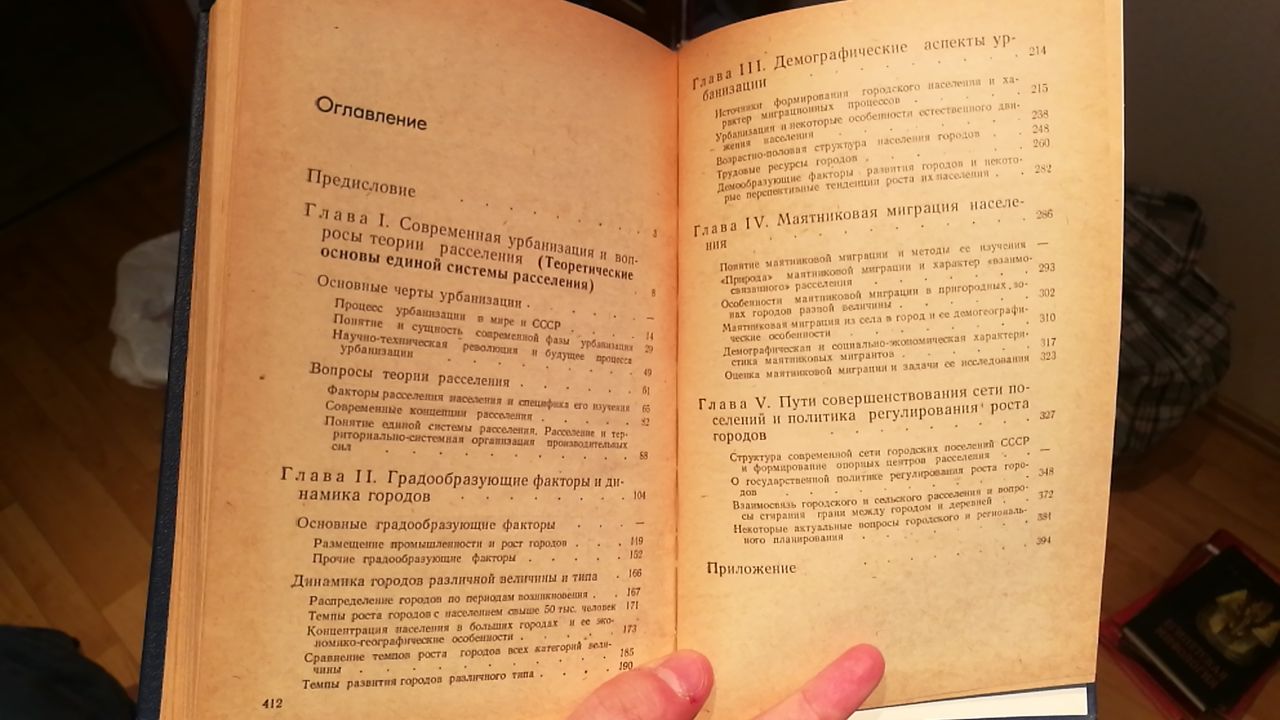 Оглавление
Предисловие . . . . . . . . 3
Глава I. Современная урбанизация и воп-
росы теории расселения (Теоретические
основы единой системы расселения) . 8
Основные черты урбанизации . . . . —
Процесс урбанизации в мире и СССР . . . 14
Понятие и сущность современной фазы урбанизации 29
Научно-техническая революция и будущее процесса
урбанизации . . . . . . . 49
Вопросы теории расселения . . . . . 61
Факторы расселения населения и специфика его изучения 65
Современные концепции расселения . . . . 82
Понятие единой системы расселения. Расселение и тер-
риториально-системная организация производительных
сил . . . . . . . . . 88
Глава II. Градообразующие факторы и ди-
намика городов . . . . . . . 104
Основные градообразующие факторы . . . —
Размещение промышленности и рост городов . . . 119
Прочие градообразующие факторы . . . . 152
Динамика городов различной величины и типа . 166
Распределение городов по периодам возникновения . . 167
Темпы роста городов с населением свыше 50 тыс. человек 171
Концентрация населения в больших городах и ее эко-
номико-географические особенности . . . . 173
Сравнение темпов роста городов всех категорий вели-
чины . . . . . . . . . 185
Темпы развития городов различного типа . . . . 190
412
Глава III. Демографические аспекты ур-
банизации . . . . . . . 214
Источники формирования городского населения и ха-
рактер миграционных процессов . . . . 215
Урбанизация и некоторые особенности естественного дви-
жения населения . . . . . . 238
Возрастно-половая структура населения городов . . 248
Трудовые ресурсы городов . . . . . . 260
Демообразующие факторы развития городов и некото-
рые перспективные тенденции роста их населения . . 282
Глава IV. Маятниковая миграция населе-
ния . . . . . . . . 286
Понятие маятниковой миграции и методы ее изучения —
«Природа» маятниковой миграции и характер «взаимо-
связанного» расселения . . . . . 293
Особенности маятниковой миграции в пригородных зо-
нах городов разной величины . . . . . 302
Маятниковая миграция из села в город и ее демогеографи-
ческие особенности . . . . . . 310
Демографическая и социально-экономическая характери-
стика маятниковых мигрантов . . . . . 317
Оценка маятниковой миграции и задачи ее исследования 323
Глава V. Пути совершенствования сети по-
селений и политика регулирования роста
городов . . . . . . . 327
Структура современной сети городских поселений СССР
и формирование опорных центров расселения . . —
О государственной политике регулирования роста горо-
дов . . . . . . . . 348
Взаимосвязь городского и сельского расселения и вопро-
сы стирания грани между городом и деревней . . 372
Некоторые актуальные вопросы городского и региональ-
ного планирования . . . . . . 381
Приложение . . . . . 394